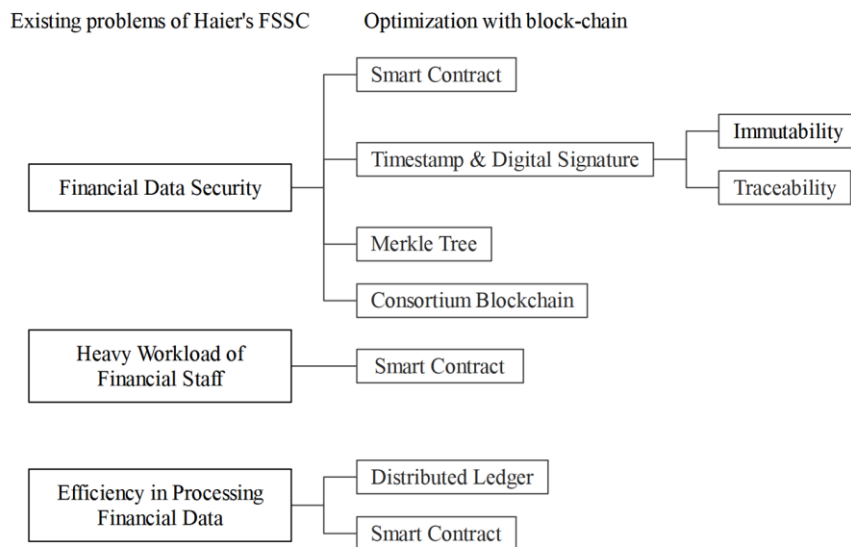 Existing problems of Haier's FSSC
Optimization with block-chain
Financial Data Security
Smart Contract
Timestamp & Digital Signature
Immutability
Traceability
Merkle Tree
Consortium Blockchain
Heavy Workload of
Financial Staff
Smart Contract
Efficiency in Processing
Financial Data
Distributed Ledger
Smart Contract